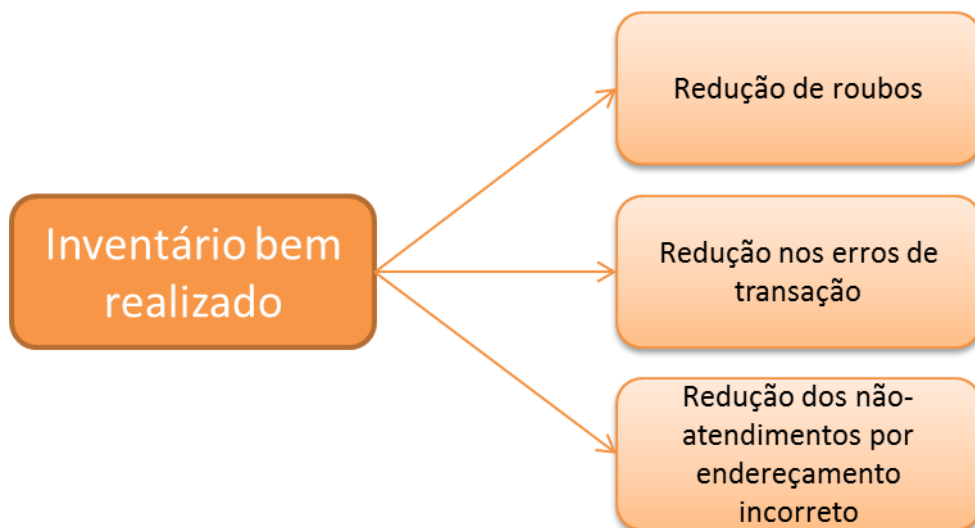 Inventário bem
realizado
Redução de roubos
Redução nos erros de
transação
Redução dos não-
atendimentos por
endereçamento
incorreto